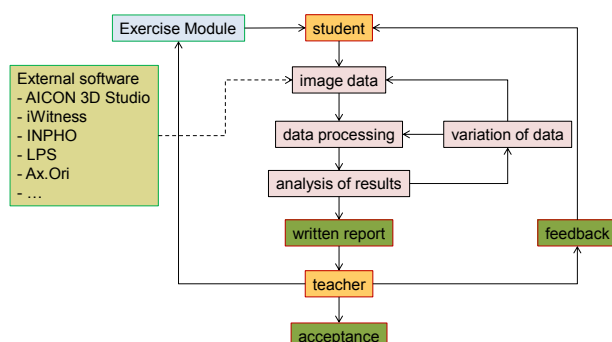 Exercise Module
student
External software
- AICON 3D Studio
- iWitness
- INPHO
- LPS
- Ax.Ori
- ...
image data
data processing
variation of data
analysis of results
written report
feedback
teacher
acceptance